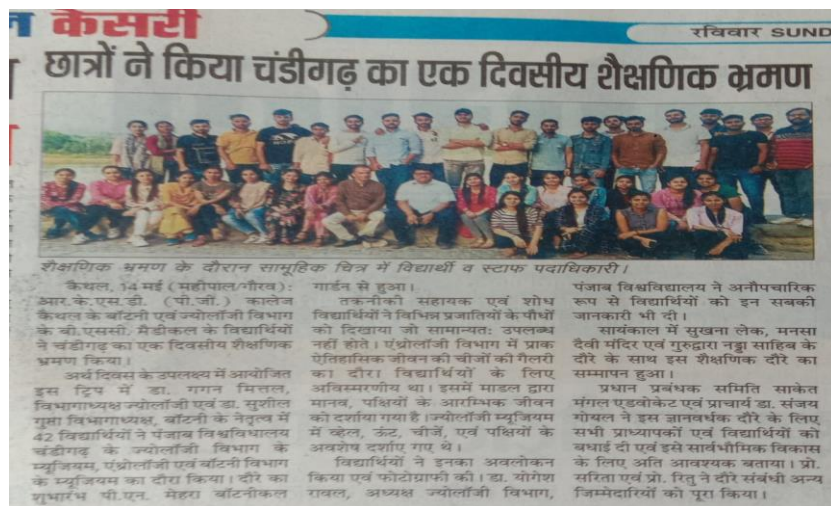 केसरी
रविवार SUND
छात्रों ने किया चंडीगढ़ का एक दिवसीय शैक्षणिक भ्रमण
शैक्षणिक भ्रमण के दौरान सामूहिक चित्र में विद्यार्थी व स्टाफ पदाधिकारी।
कैथल, 14 मई (महीपाल/गौरव):
आर.के.एस.डी. (पी.जी.) कालेज
कैथल के बॉटनी एवं ज्योलॉजी विभाग
के बी.एससी. मैडीकल के विद्यार्थियों
ने चंडीगढ़ का एक दिवसीय शैक्षणिक
भ्रमण किया।
अर्थ दिवस के उपलक्ष्य में आयोजित
इस ट्रिप में डा. गगन मित्तल,
विभागाध्यक्ष ज्योलॉजी एवं डा. सुशील
गुप्ता विभागाध्यक्ष, बॉटनी के नेतृत्व में
42 विद्यार्थियों ने पंजाब विश्वविधालय
चंडीगढ़ के ज्योलॉजी विभाग के
म्यूजियम, एंथ्रोलॉजी एवं बॉटनी विभाग
के म्यूजियम का दौरा किया। दौरे का
शुभारंभ पी.एन. मेहरा बॉटनीकल
गार्डन से हुआ।
तकनीकी सहायक एवं शोध
विद्यार्थियों ने विभिन्न प्रजातियों के पौधों
को दिखाया जो सामान्यतः उपलब्ध
नहीं होते। एंथ्रोलॉजी विभाग में प्राक
ऐतिहासिक जीवन की चीजों की गैलरी
का दौरा विद्यार्थियों के लिए
अविस्मरणीय था। इसमें माडल द्वारा
मानव, पक्षियों के आरम्भिक जीवन
को दर्शाया गया है। ज्योलॉजी म्यूजियम
में व्हेल, ऊंट, चीजें, एवं पक्षियों के
अवशेष दर्शाए गए थे।
विद्यार्थियों ने इनका अवलोकन
किया एवं फोटोग्राफी की। डा. योगेश
रावल, अध्यक्ष ज्योलॉजी विभाग,
पंजाब विश्वविद्यालय ने अनौपचारिक
रूप से विद्यार्थियों को इन सबकी
जानकारी भी दी।
सायंकाल में सुखना लेक, मनसा
दैवी मंदिर एवं गुरुद्वारा नड्डा साहिब के
दौरे के साथ इस शैक्षणिक दौरे का
सम्मापन हुआ।
प्रधान प्रबंधक समिति साकेत
मंगल एडवोकेट एवं प्राचार्य डा. संजय
गोयल ने इस ज्ञानवर्धक दौरे के लिए
सभी प्राध्यापकों एवं विद्यार्थियों को
बधाई दी एवं इसे सार्वभौमिक विकास
के लिए अति आवश्यक बताया। प्रो.
सरिता एवं प्रो. रितु ने दौरे संबंधी अन्य
जिम्मेदारियों को पूरा किया।